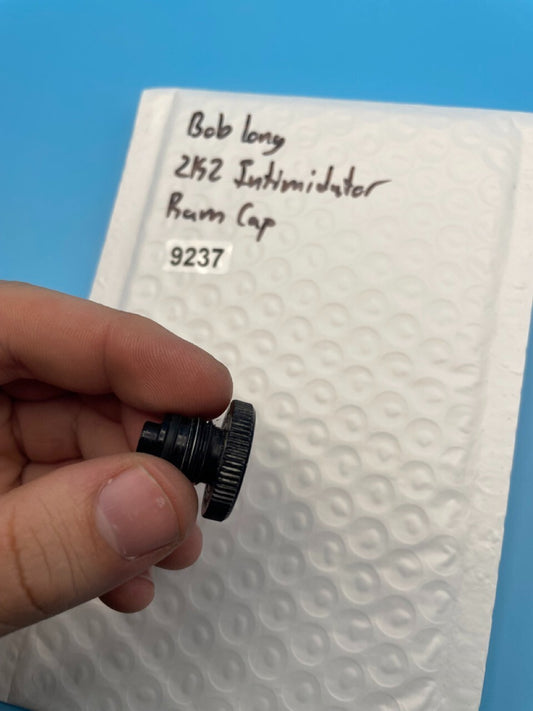 Bob Long
2K2 Intimidator
Ram Cap
9237